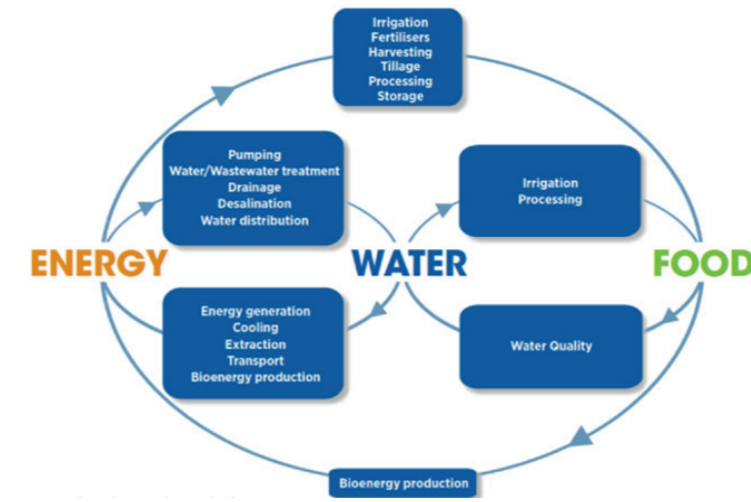 Irrigation
Fertilisers
Harvesting
Tillage
Processing
Storage
Pumping
Water/Wastewater treatment
Drainage
Desalination
Water distribution
Irrigation
Processing
ENERGY
WATER
FOOD
Energy generation
Cooling
Extraction
Transport
Bioenergy production
Water Quality
Bioenergy production